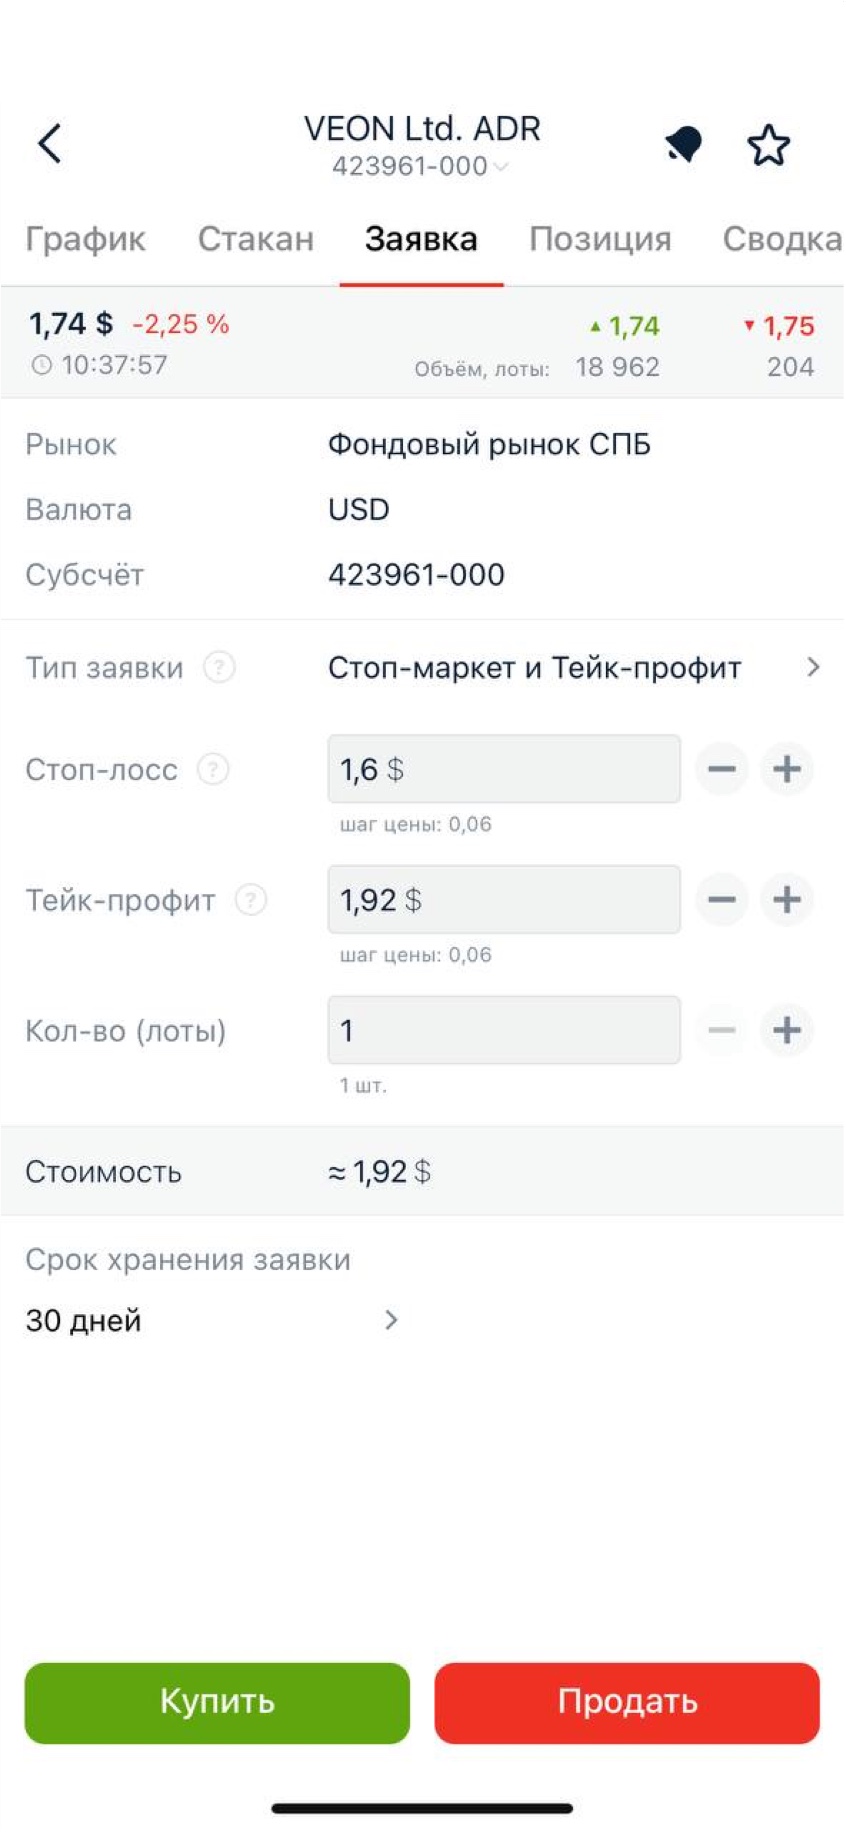 VEON Ltd. ADR
423961-000
График Стакан Заявка Позиция Сводка
1,74 $ -2,25 % ▲ 1,74 ▼ 1,75
10:37:57 Объём, лоты: 18 962 204
Рынок Фондовый рынок СПБ
Валюта USD
Субсчёт 423961-000
Тип заявки ? Стоп-маркет и Тейк-профит
Стоп-лосс ? 1,6 $ − +
шаг цены: 0,06
Тейк-профит ? 1,92 $ − +
шаг цены: 0,06
Кол-во (лоты) 1 − +
1 шт.
Стоимость ≈ 1,92 $
Срок хранения заявки
30 дней
Купить Продать